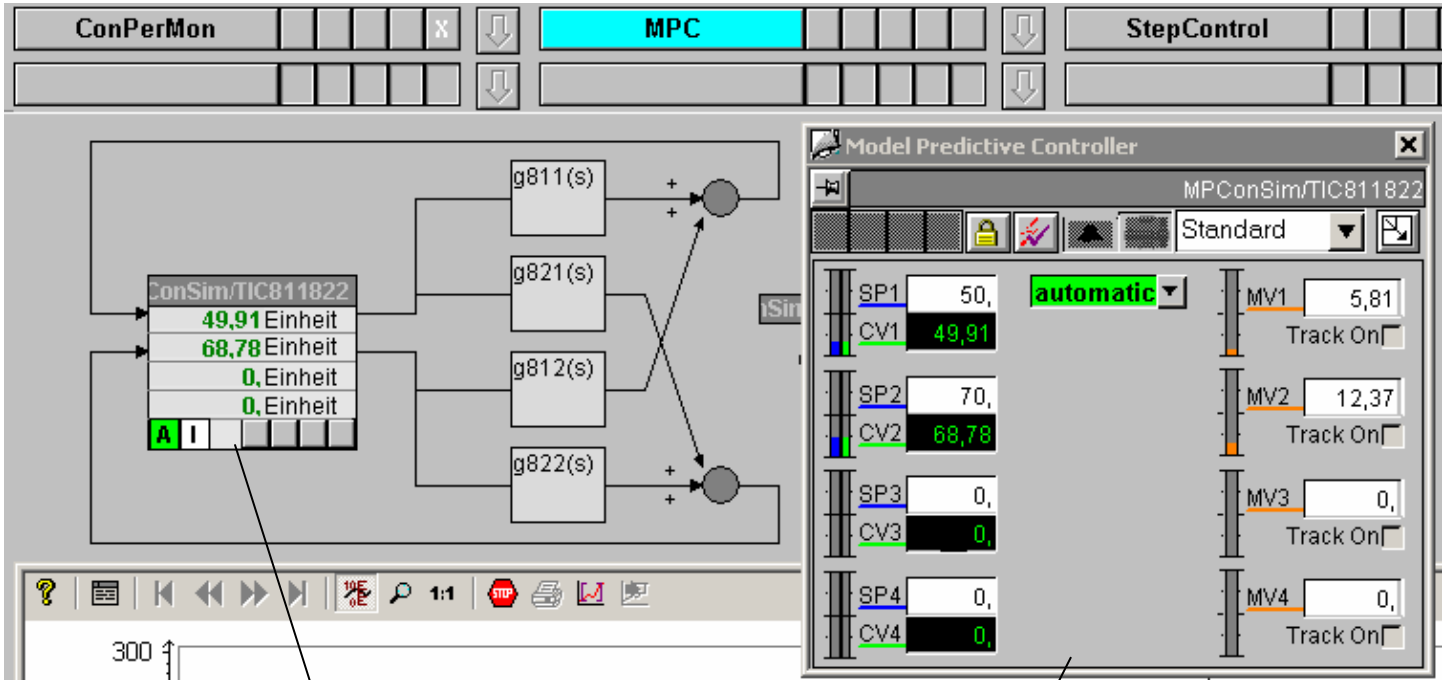 ConPerMon X MPC StepControl
g811(s)
+
+
g821(s)
ConSim/TIC811822
49,91 Einheit
68,78 Einheit
0, Einheit
0, Einheit
A I
g812(s)
g822(s)
+
+
Model Predictive Controller
MPConSim/TIC811822
Standard
SP1 50, automatic MV1 5,81
CV1 49,91 Track On
SP2 70, MV2 12,37
CV2 68,78 Track On
SP3 0, MV3 0,
CV3 0, Track On
SP4 0, MV4 0,
CV4 0, Track On
? 1:1 STOP
300